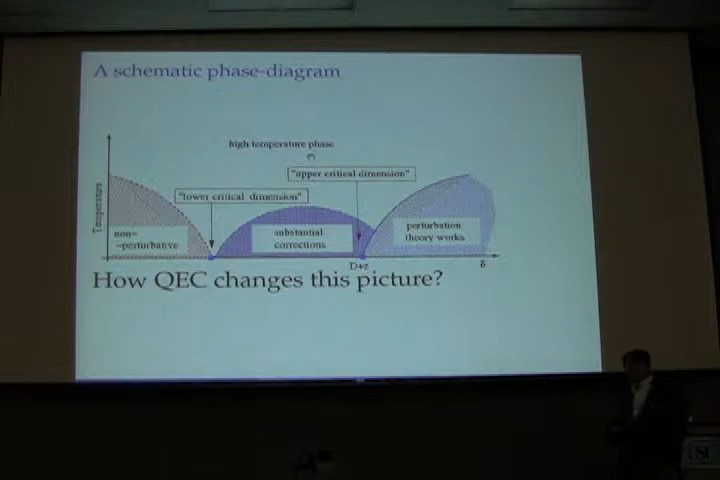 A schematic phase-diagram
high temperature phase
"upper critical dimension"
"lower critical dimension"
Temperature
non-
-perturbative
substantial
corrections
perturbation
theory works
D+z
δ
How QEC changes this picture?